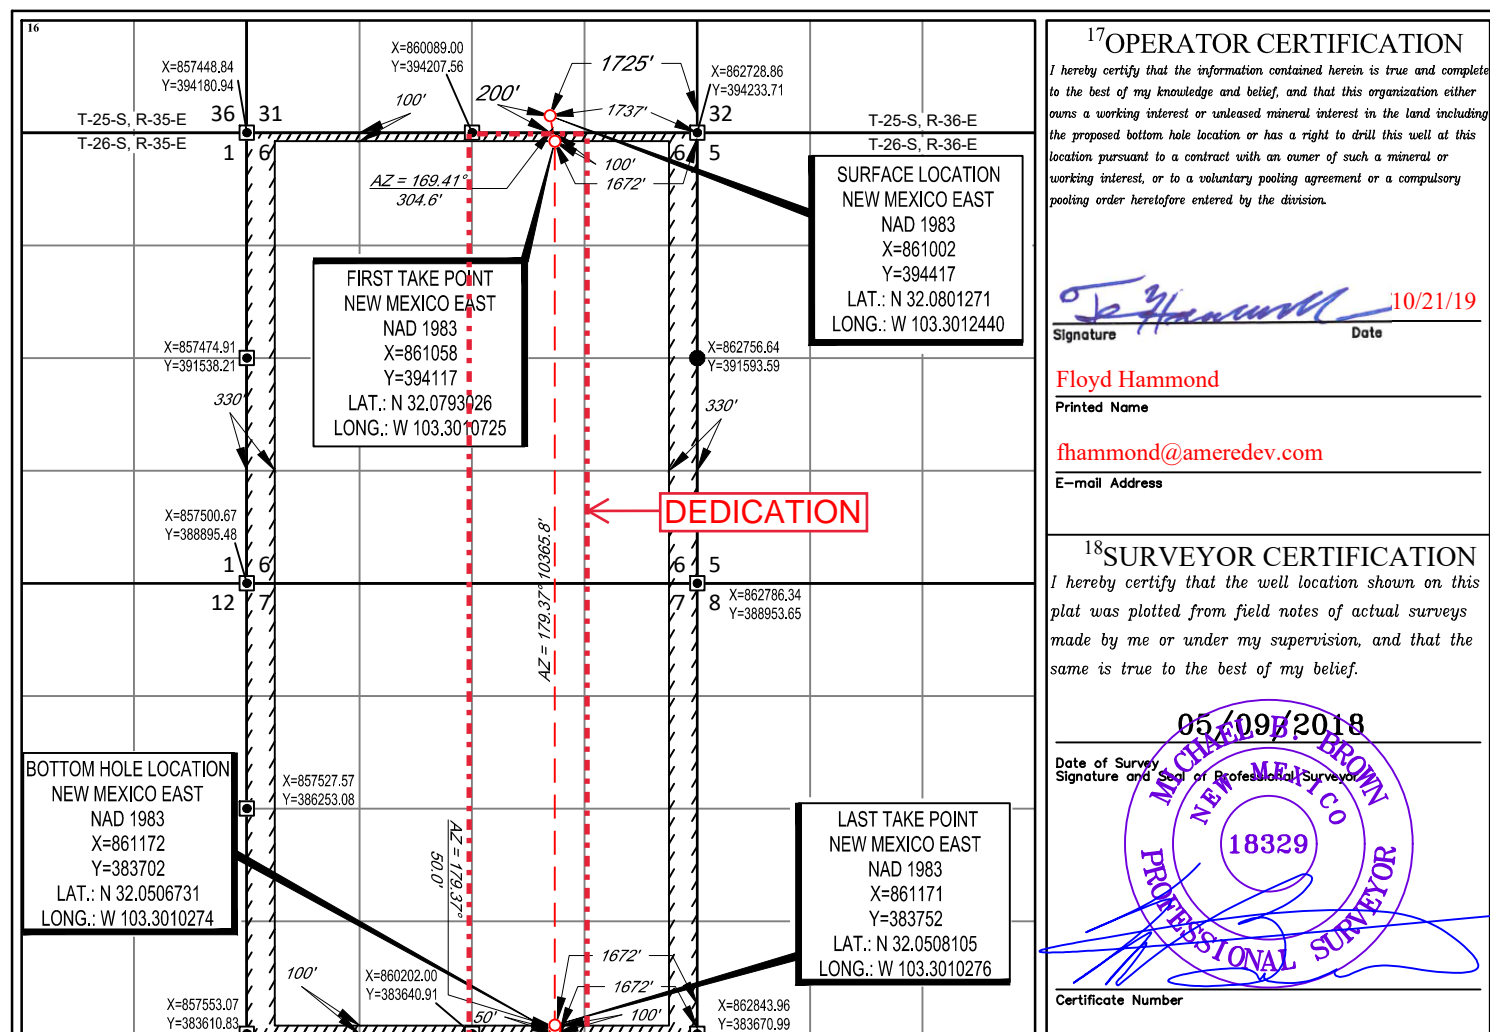 16
X=857448.84
Y=394180.94
X=860089.00
Y=394207.56
1725'
X=862728.86
Y=394233.71
100'
200'
1737'
36 31
32
T-25-S, R-35-E
T-25-S, R-36-E
T-26-S, R-35-E
T-26-S, R-36-E
1 6
6 5
100'
AZ = 169.41°
304.6'
1672'
SURFACE LOCATION
NEW MEXICO EAST
NAD 1983
X=861002
Y=394417
LAT.: N 32.0801271
LONG.: W 103.3012440
FIRST TAKE POINT
NEW MEXICO EAST
NAD 1983
X=861058
Y=394117
LAT.: N 32.0793026
LONG.: W 103.3010725
X=857474.91
Y=391538.21
X=862756.64
Y=391593.59
330'
330'
DEDICATION
X=857500.67
Y=388895.48
1 6
6 5
12 7
7 8
X=862786.34
Y=388953.65
AZ = 179.37° 10365.8'
BOTTOM HOLE LOCATION
NEW MEXICO EAST
NAD 1983
X=861172
Y=383702
LAT.: N 32.0506731
LONG.: W 103.3010274
X=857527.57
Y=386253.08
AZ = 179.37°
50.0'
LAST TAKE POINT
NEW MEXICO EAST
NAD 1983
X=861171
Y=383752
LAT.: N 32.0508105
LONG.: W 103.3010276
1672'
100'
X=860202.00
Y=383640.91
1672'
50'
100'
X=857553.07
Y=383610.83
X=862843.96
Y=383670.99
17OPERATOR CERTIFICATION
I hereby certify that the information contained herein is true and complete
to the best of my knowledge and belief, and that this organization either
owns a working interest or unleased mineral interest in the land including
the proposed bottom hole location or has a right to drill this well at this
location pursuant to a contract with an owner of such a mineral or
working interest, or to a voluntary pooling agreement or a compulsory
pooling order heretofore entered by the division.
10/21/19
Signature Date
Floyd Hammond
Printed Name
fhammond@ameredev.com
E-mail Address
18SURVEYOR CERTIFICATION
I hereby certify that the well location shown on this
plat was plotted from field notes of actual surveys
made by me or under my supervision, and that the
same is true to the best of my belief.
05/09/2018
Date of Survey
Signature and Seal of Professional Surveyor
MICHAEL B. BROWN
NEW MEXICO
18329
PROFESSIONAL SURVEYOR
Certificate Number